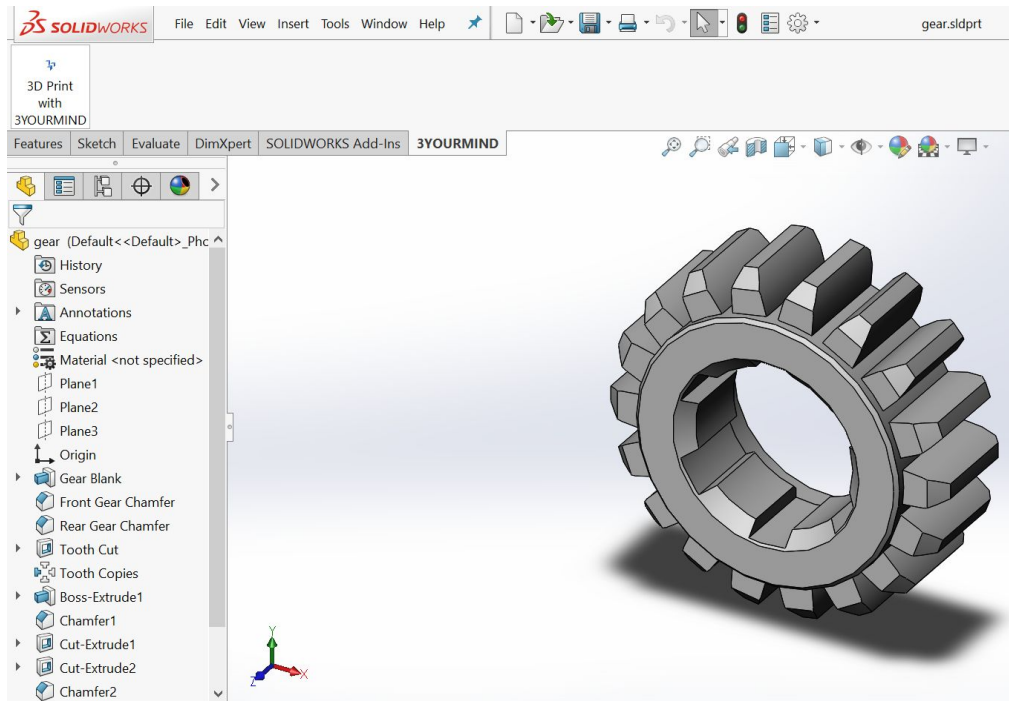 SOLIDWORKS File Edit View Insert Tools Window Help gear.sldprt
3D Print
with
3YOURMIND
Features Sketch Evaluate DimXpert SOLIDWORKS Add-Ins 3YOURMIND
gear (Default<<Default>_Phc
History
Sensors
Annotations
Equations
Material <not specified>
Plane1
Plane2
Plane3
Origin
Gear Blank
Front Gear Chamfer
Rear Gear Chamfer
Tooth Cut
Tooth Copies
Boss-Extrude1
Chamfer1
Cut-Extrude1
Cut-Extrude2
Chamfer2
Y
X
Z